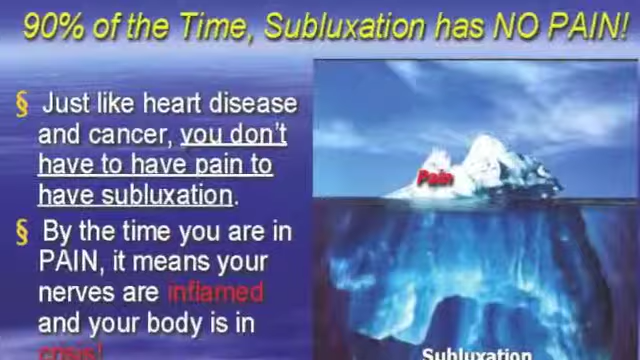 90% of the Time, Subluxation has NO PAIN!
§ Just like heart disease
and cancer, you don't
have to have pain to
have subluxation.
§ By the time you are in
PAIN, it means your
nerves are inflamed
and your body is in
crisis!
Pain
Subluxation